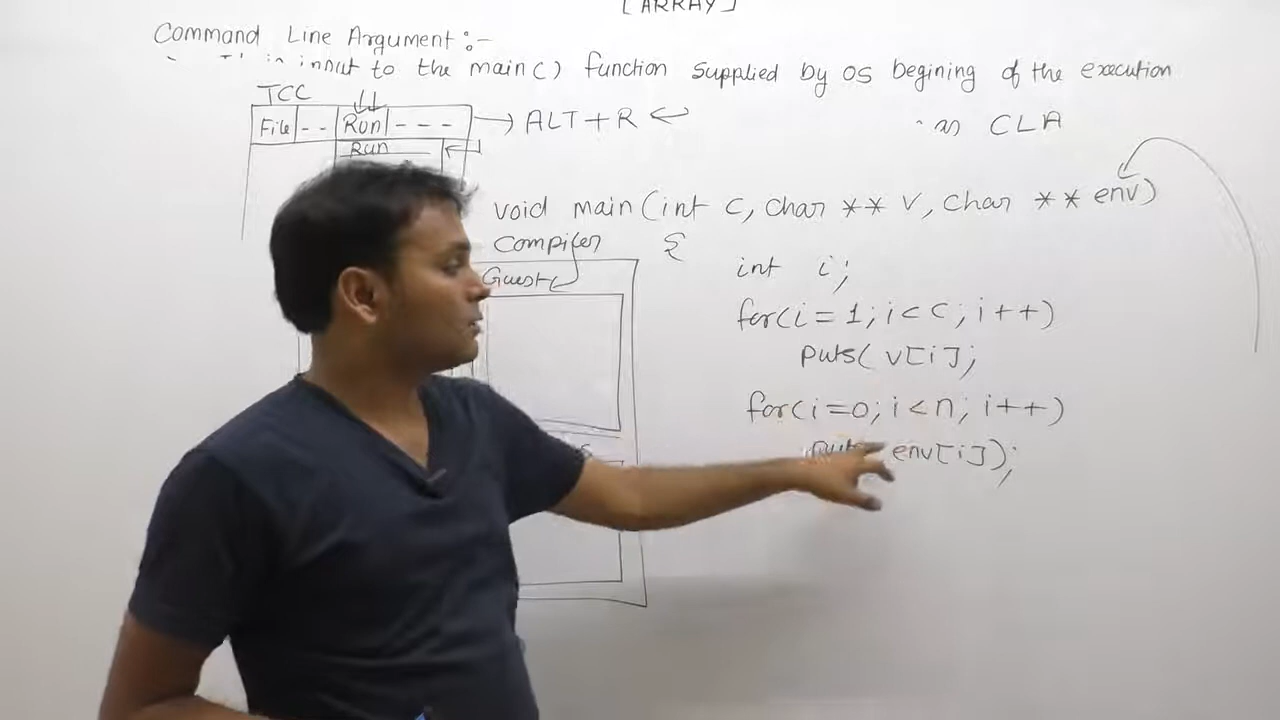 [ARRAY]
Command Line Argument :-
input to the main() function supplied by OS begining of the execution
TCC
File -- Run --- → ALT+R ↵
as CLA
Run
void main(int c, char ** v, char ** env)
Compiler {
Guest
int i;
for(i=1;i<c;i++)
puts(v[i];
for(i=0;i<n;i++)
env[i]);